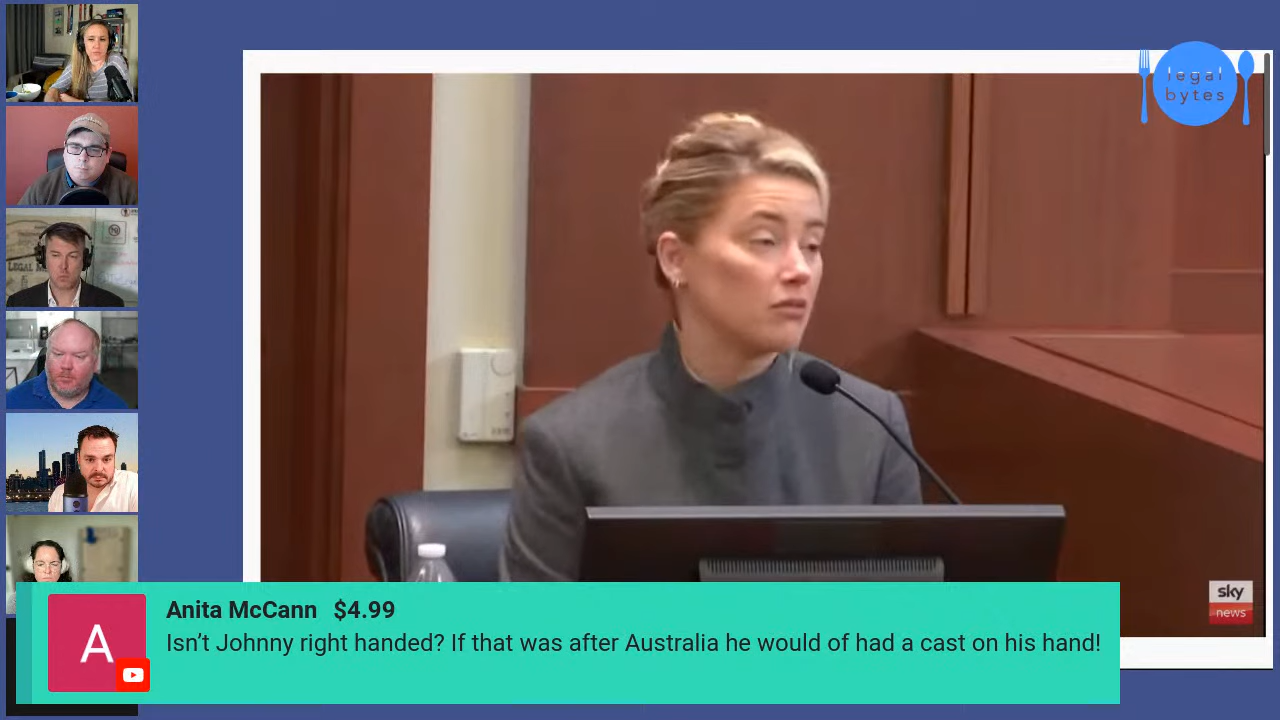 legal
bytes
sky
news
Anita McCann $4.99
Isn’t Johnny right handed? If that was after Australia he would of had a cast on his hand!
A